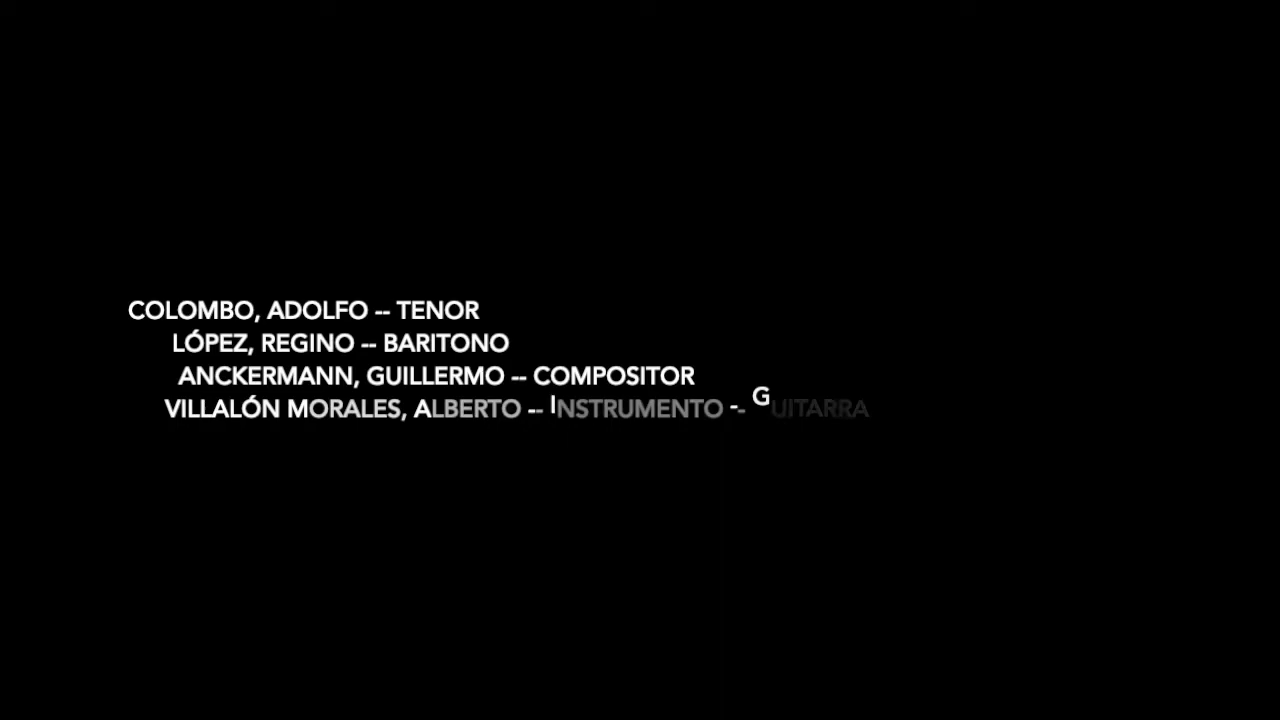 COLOMBO, ADOLFO -- TENOR
LÓPEZ, REGINO -- BARITONO
ANCKERMANN, GUILLERMO -- COMPOSITOR
VILLALÓN MORALES, ALBERTO -- INSTRUMENTO -- GUITARRA